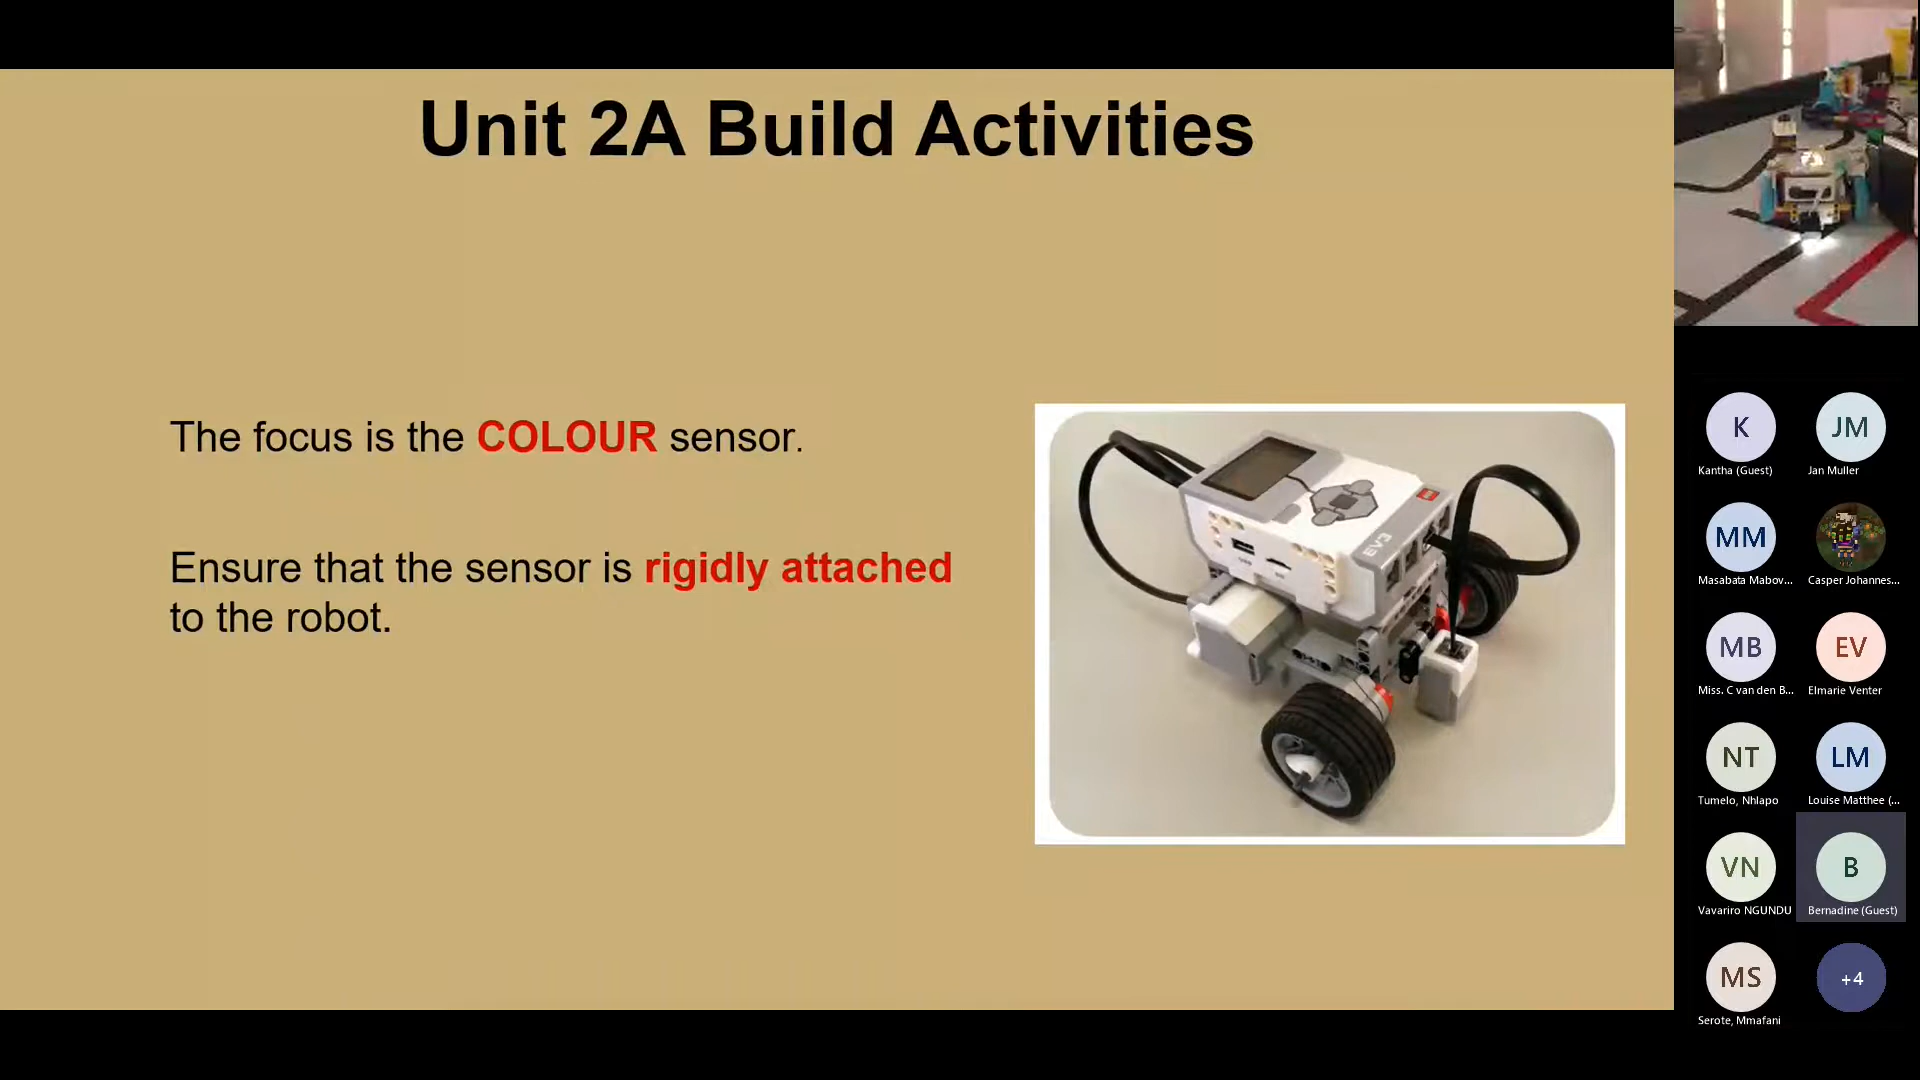 Unit 2A Build Activities
The focus is the COLOUR sensor.
Ensure that the sensor is rigidly attached
to the robot.
EV3
K
JM
Kantha (Guest)
Jan Muller
MM
Masabata Mabov...
Casper Johannes...
MB
EV
Miss. C van den B...
Elmarie Venter
NT
LM
Tumelo, Nhlapo
Louise Matthee (...
VN
B
Vavariro NGUNDU
Bernadine (Guest)
MS
+4
Serote, Mmafani